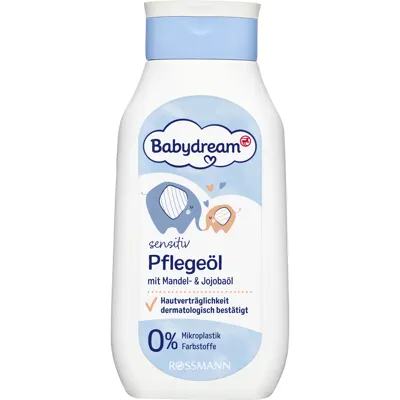 Babydream
sensitiv
Pflegeöl
mit Mandel- & Jojobaöl
Hautverträglichkeit
dermatologisch bestätigt
0% Mikroplastik
Farbstoffe
ROSSMANN